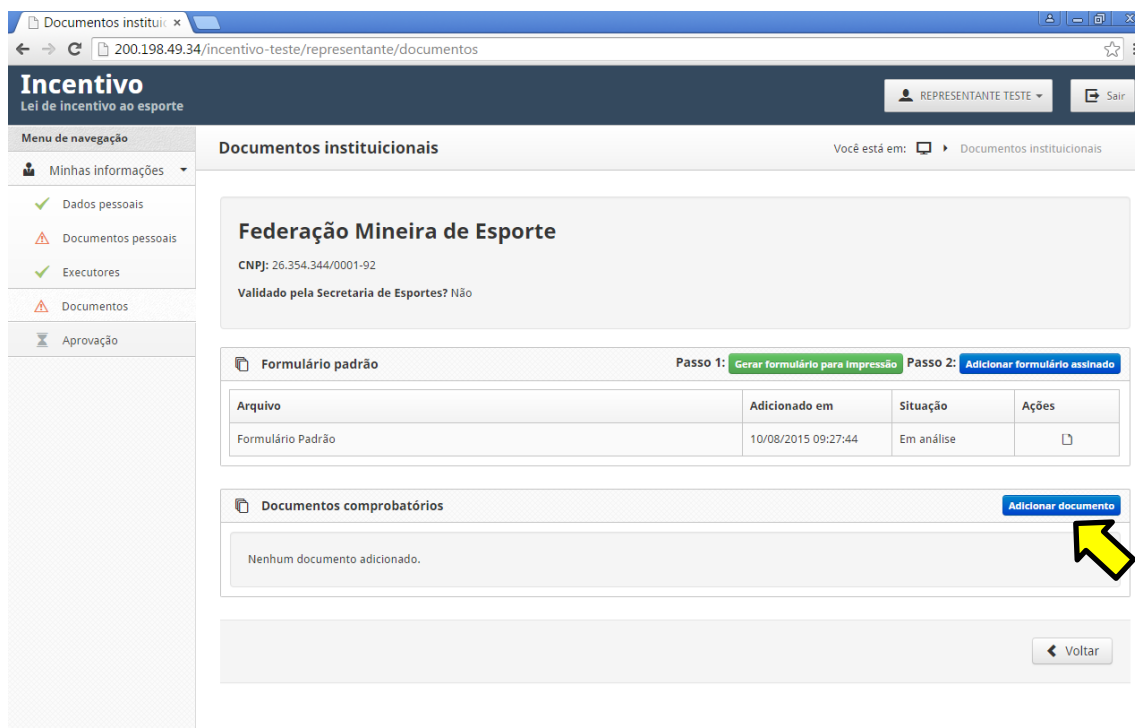 Documentos instituic
200.198.49.34/incentivo-teste/representante/documentos
Incentivo
Lei de incentivo ao esporte
REPRESENTANTE TESTE
Sair
Menu de navegação
Minhas informações
Dados pessoais
Documentos pessoais
Executores
Documentos
Aprovação
Documentos instituicionais
Você está em: Documentos instituicionais
Federação Mineira de Esporte
CNPJ: 26.354.344/0001-92
Validado pela Secretaria de Esportes? Não
Formulário padrão Passo 1: Gerar formulário para Impressão Passo 2: Adicionar formulário assinado
Arquivo Adicionado em Situação Ações
Formulário Padrão 10/08/2015 09:27:44 Em análise
Documentos comprobatórios Adicionar documento
Nenhum documento adicionado.
Voltar